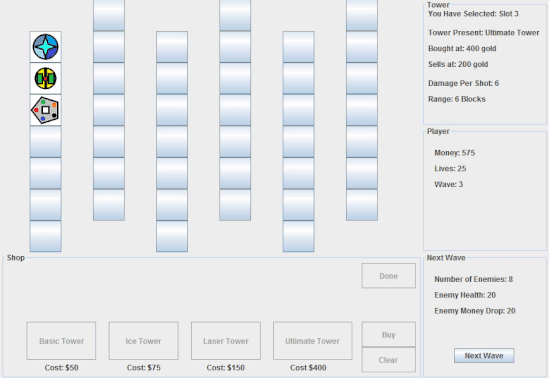 Tower
You Have Selected: Slot 3
Tower Present: Ultimate Tower
Bought at: 400 gold
Sells at: 200 gold
Damage Per Shot: 6
Range: 6 Blocks
Player
Money: 575
Lives: 25
Wave: 3
Shop
Done
Basic Tower
Ice Tower
Laser Tower
Ultimate Tower
Buy
Clear
Cost: $50
Cost: $75
Cost: $150
Cost $400
Next Wave
Number of Enemies: 8
Enemy Health: 20
Enemy Money Drop: 20
Next Wave